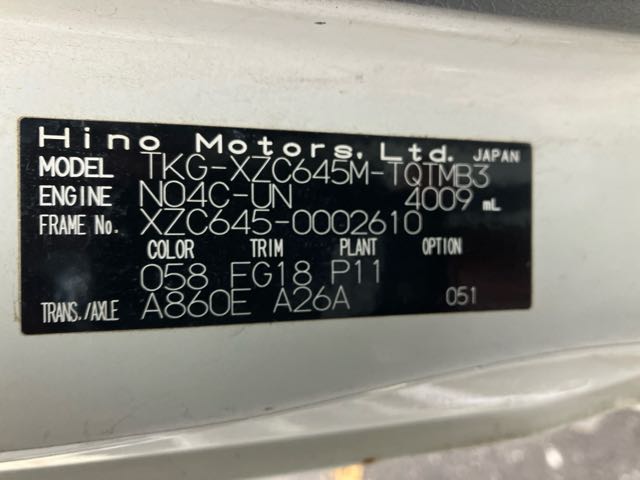 Hino Motors, Ltd. JAPAN
MODEL TKG-XZC645M-TQTMB3
ENGINE N04C-UN 4009 mL
FRAME No. XZC645-0002610
COLOR TRIM PLANT OPTION
058 FG18 P11
TRANS./AXLE A860E A26A 051